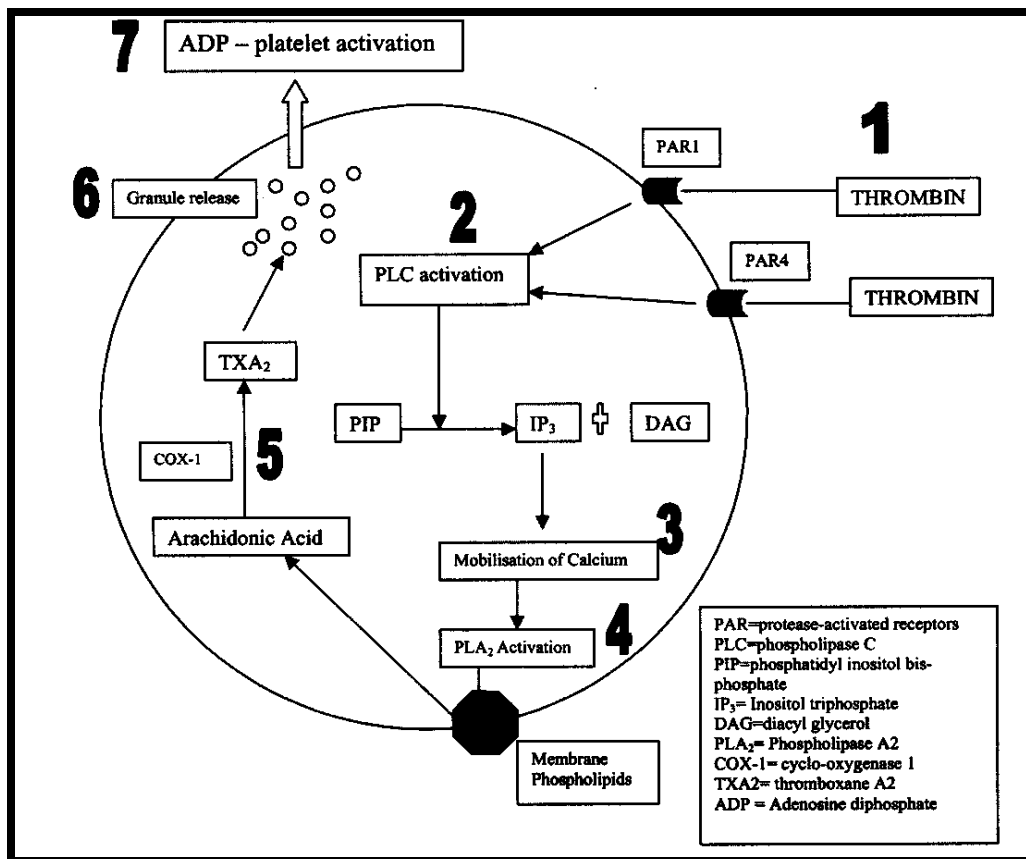 7
ADP – platelet activation
1
PAR1
THROMBIN
6
Granule release
2
PLC activation
PAR4
THROMBIN
TXA2
PIP
IP3
DAG
COX-1
5
Arachidonic Acid
3
Mobilisation of Calcium
4
PLA2 Activation
Membrane
Phospholipids
PAR=protease-activated receptors
PLC=phospholipase C
PIP=phosphatidyl inositol bis-
phosphate
IP3= Inositol triphosphate
DAG=diacyl glycerol
PLA2= Phospholipase A2
COX-1= cyclo-oxygenase 1
TXA2= thromboxane A2
ADP = Adenosine diphosphate